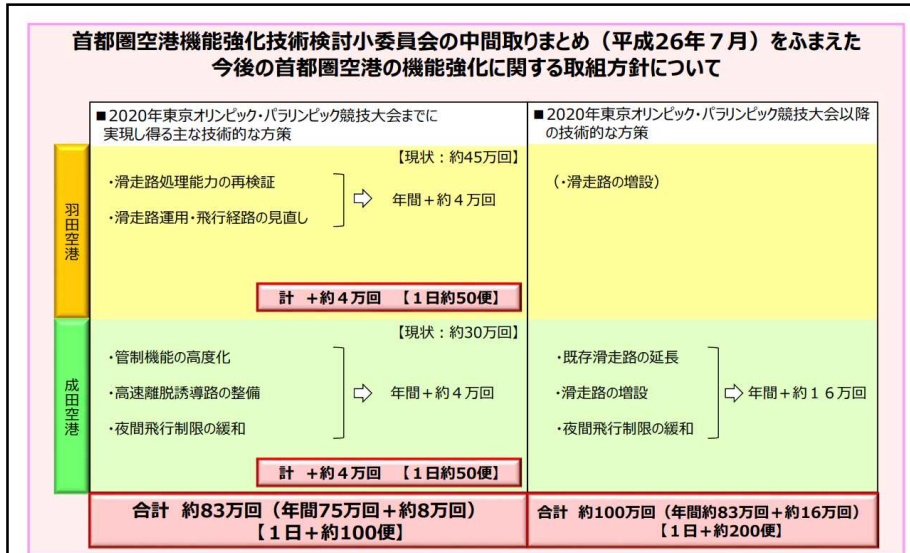 首都圏空港機能強化技術検討小委員会の中間取りまとめ（平成26年７月）をふまえた
今後の首都圏空港の機能強化に関する取組方針について
■2020年東京オリンピック・パラリンピック競技大会までに
実現し得る主な技術的な方策
■2020年東京オリンピック・パラリンピック競技大会以降
の技術的な方策
羽田空港
【現状：約45万回】
・滑走路処理能力の再検証
・滑走路運用・飛行経路の見直し
年間＋約４万回
計 ＋約４万回 【１日約50便】
（・滑走路の増設）
成田空港
【現状：約30万回】
・管制機能の高度化
・高速離脱誘導路の整備
・夜間飛行制限の緩和
年間＋約４万回
計 ＋約４万回 【１日約50便】
・既存滑走路の延長
・滑走路の増設
・夜間飛行制限の緩和
年間＋約１６万回
合計 約83万回（年間75万回＋約8万回）
【１日＋約100便】
合計 約100万回（年間約83万回＋約16万回）
【１日＋約200便】